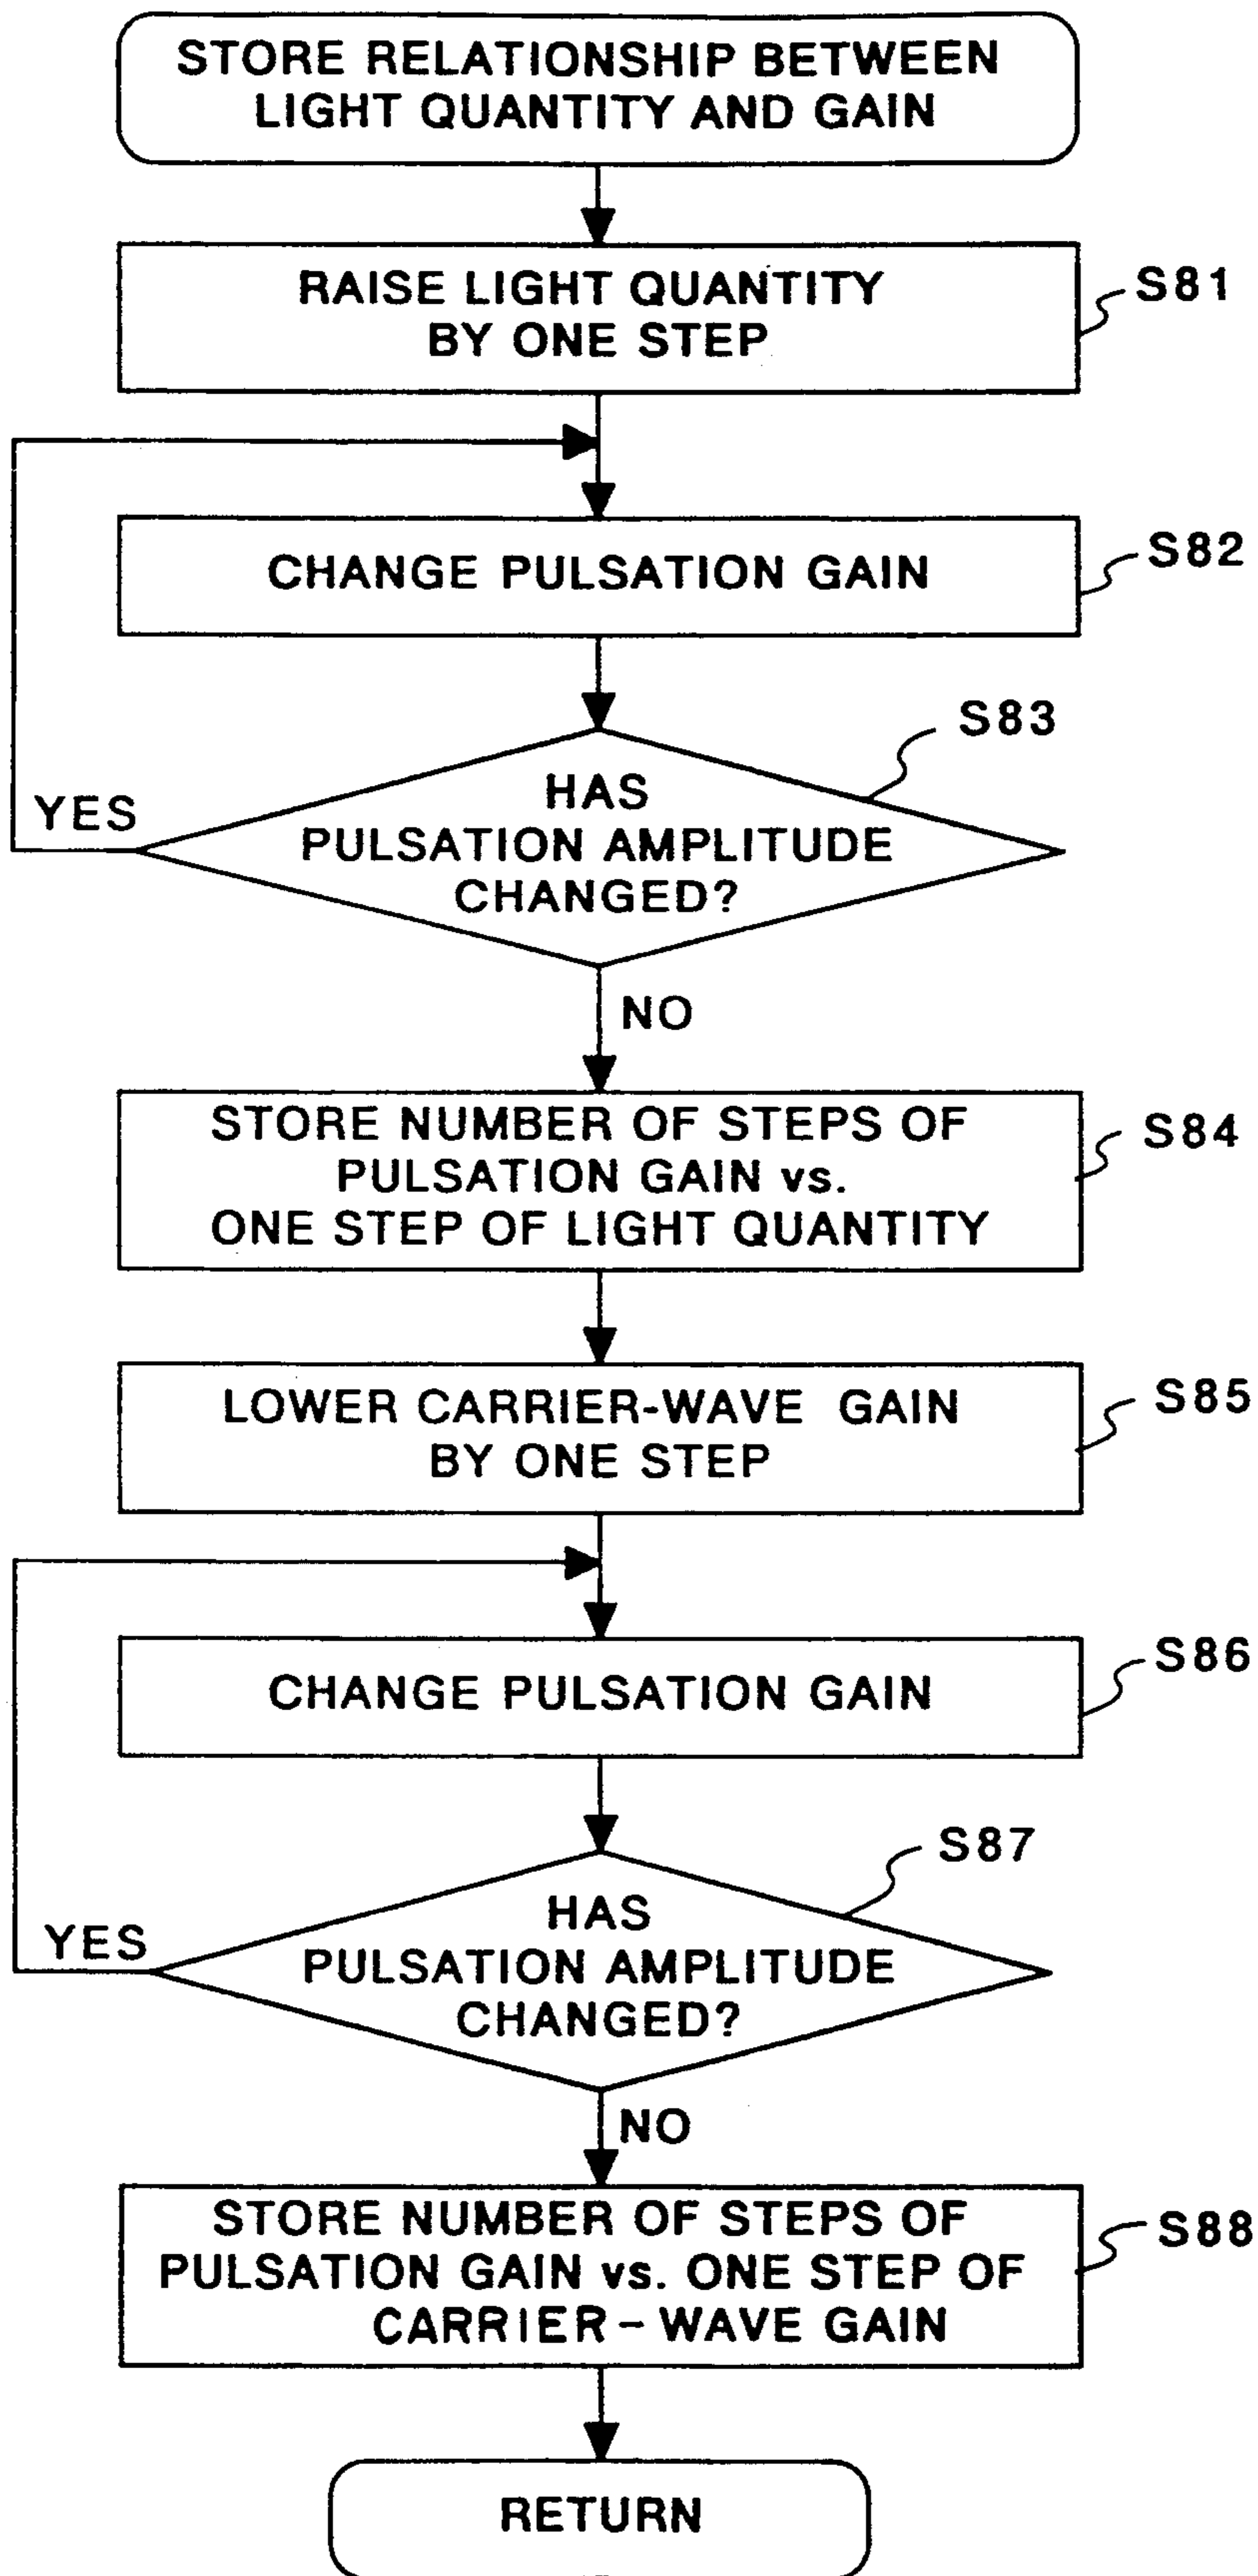 STORE RELATIONSHIP BETWEEN
LIGHT QUANTITY AND GAIN
RAISE LIGHT QUANTITY
BY ONE STEP
S81
CHANGE PULSATION GAIN
S82
S83
HAS
PULSATION AMPLITUDE
CHANGED?
YES
NO
STORE NUMBER OF STEPS OF
PULSATION GAIN vs.
ONE STEP OF LIGHT QUANTITY
S84
LOWER CARRIER-WAVE GAIN
BY ONE STEP
S85
CHANGE PULSATION GAIN
S86
S87
HAS
PULSATION AMPLITUDE
CHANGED?
YES
NO
STORE NUMBER OF STEPS OF
PULSATION GAIN vs. ONE STEP OF
CARRIER-WAVE GAIN
S88
RETURN